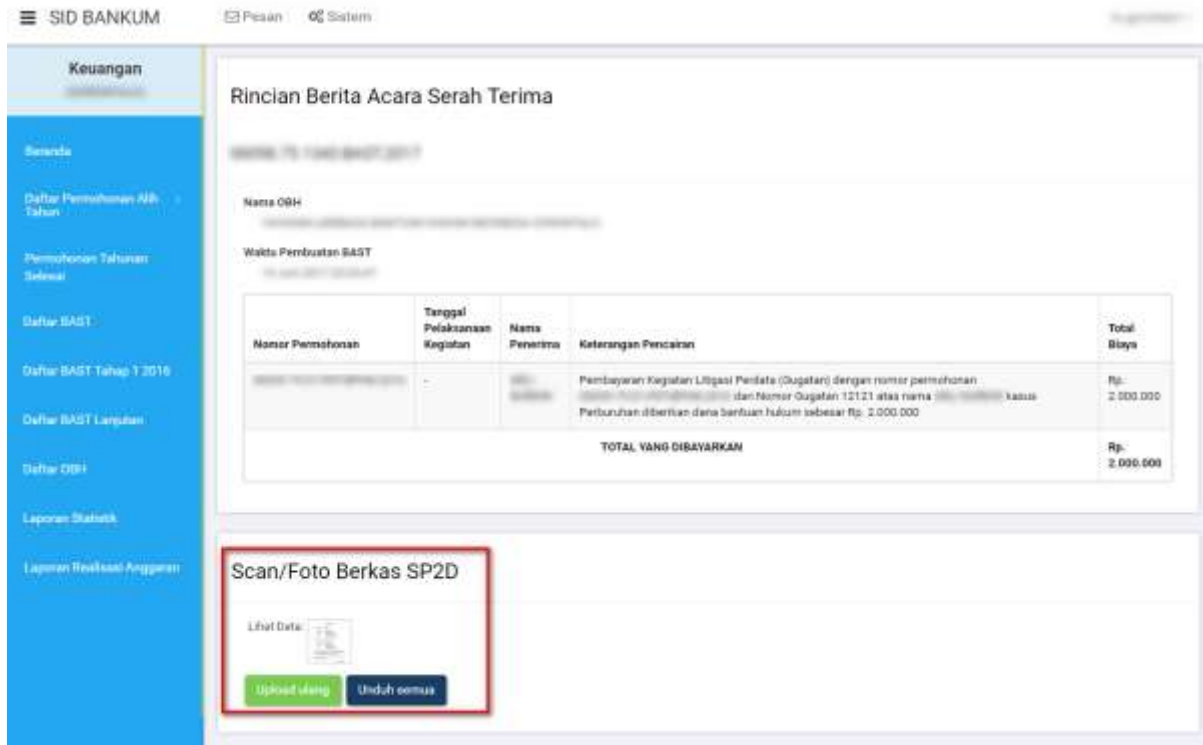 SID BANKUM
Pesan
Sistem
Keuangan
Beranda
Daftar Permohonan Alih
Tahun
Permohonan Tahunan
Selesai
Daftar BAST
Daftar BAST Tahap 1 2016
Daftar BAST Lanjutan
Daftar OBH
Laporan Statistik
Laporan Realisasi Anggaran
Rincian Berita Acara Serah Terima
Nama OBH
Waktu Pembuatan BAST
Nomor Permohonan
Tanggal
Pelaksanaan
Kegiatan
Nama
Penerima
Keterangan Pencairan
Total
Biaya
-
Pembayaran Kegiatan Litigasi Perdata (Gugatan) dengan nomor permohonan
dan Nomor Gugatan 12121 atas nama kasus
Perburuhan diberikan dana bantuan hukum sebesar Rp. 2.000.000
Rp.
2.000.000
TOTAL YANG DIBAYARKAN
Rp.
2.000.000
Scan/Foto Berkas SP2D
Lihat Data:
Upload ulang
Unduh semua